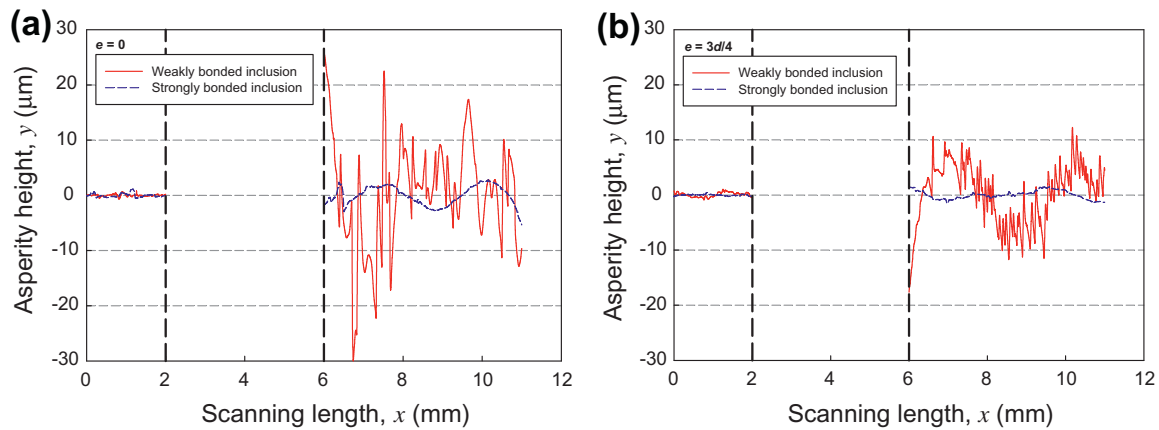 (a)
e = 0
Weakly bonded inclusion
Strongly bonded inclusion
Asperity height, y (μm)
30
20
10
0
-10
-20
-30
0 2 4 6 8 10 12
Scanning length, x (mm)
(b)
e = 3d/4
Weakly bonded inclusion
Strongly bonded inclusion
Asperity height, y (μm)
30
20
10
0
-10
-20
-30
0 2 4 6 8 10 12
Scanning length, x (mm)